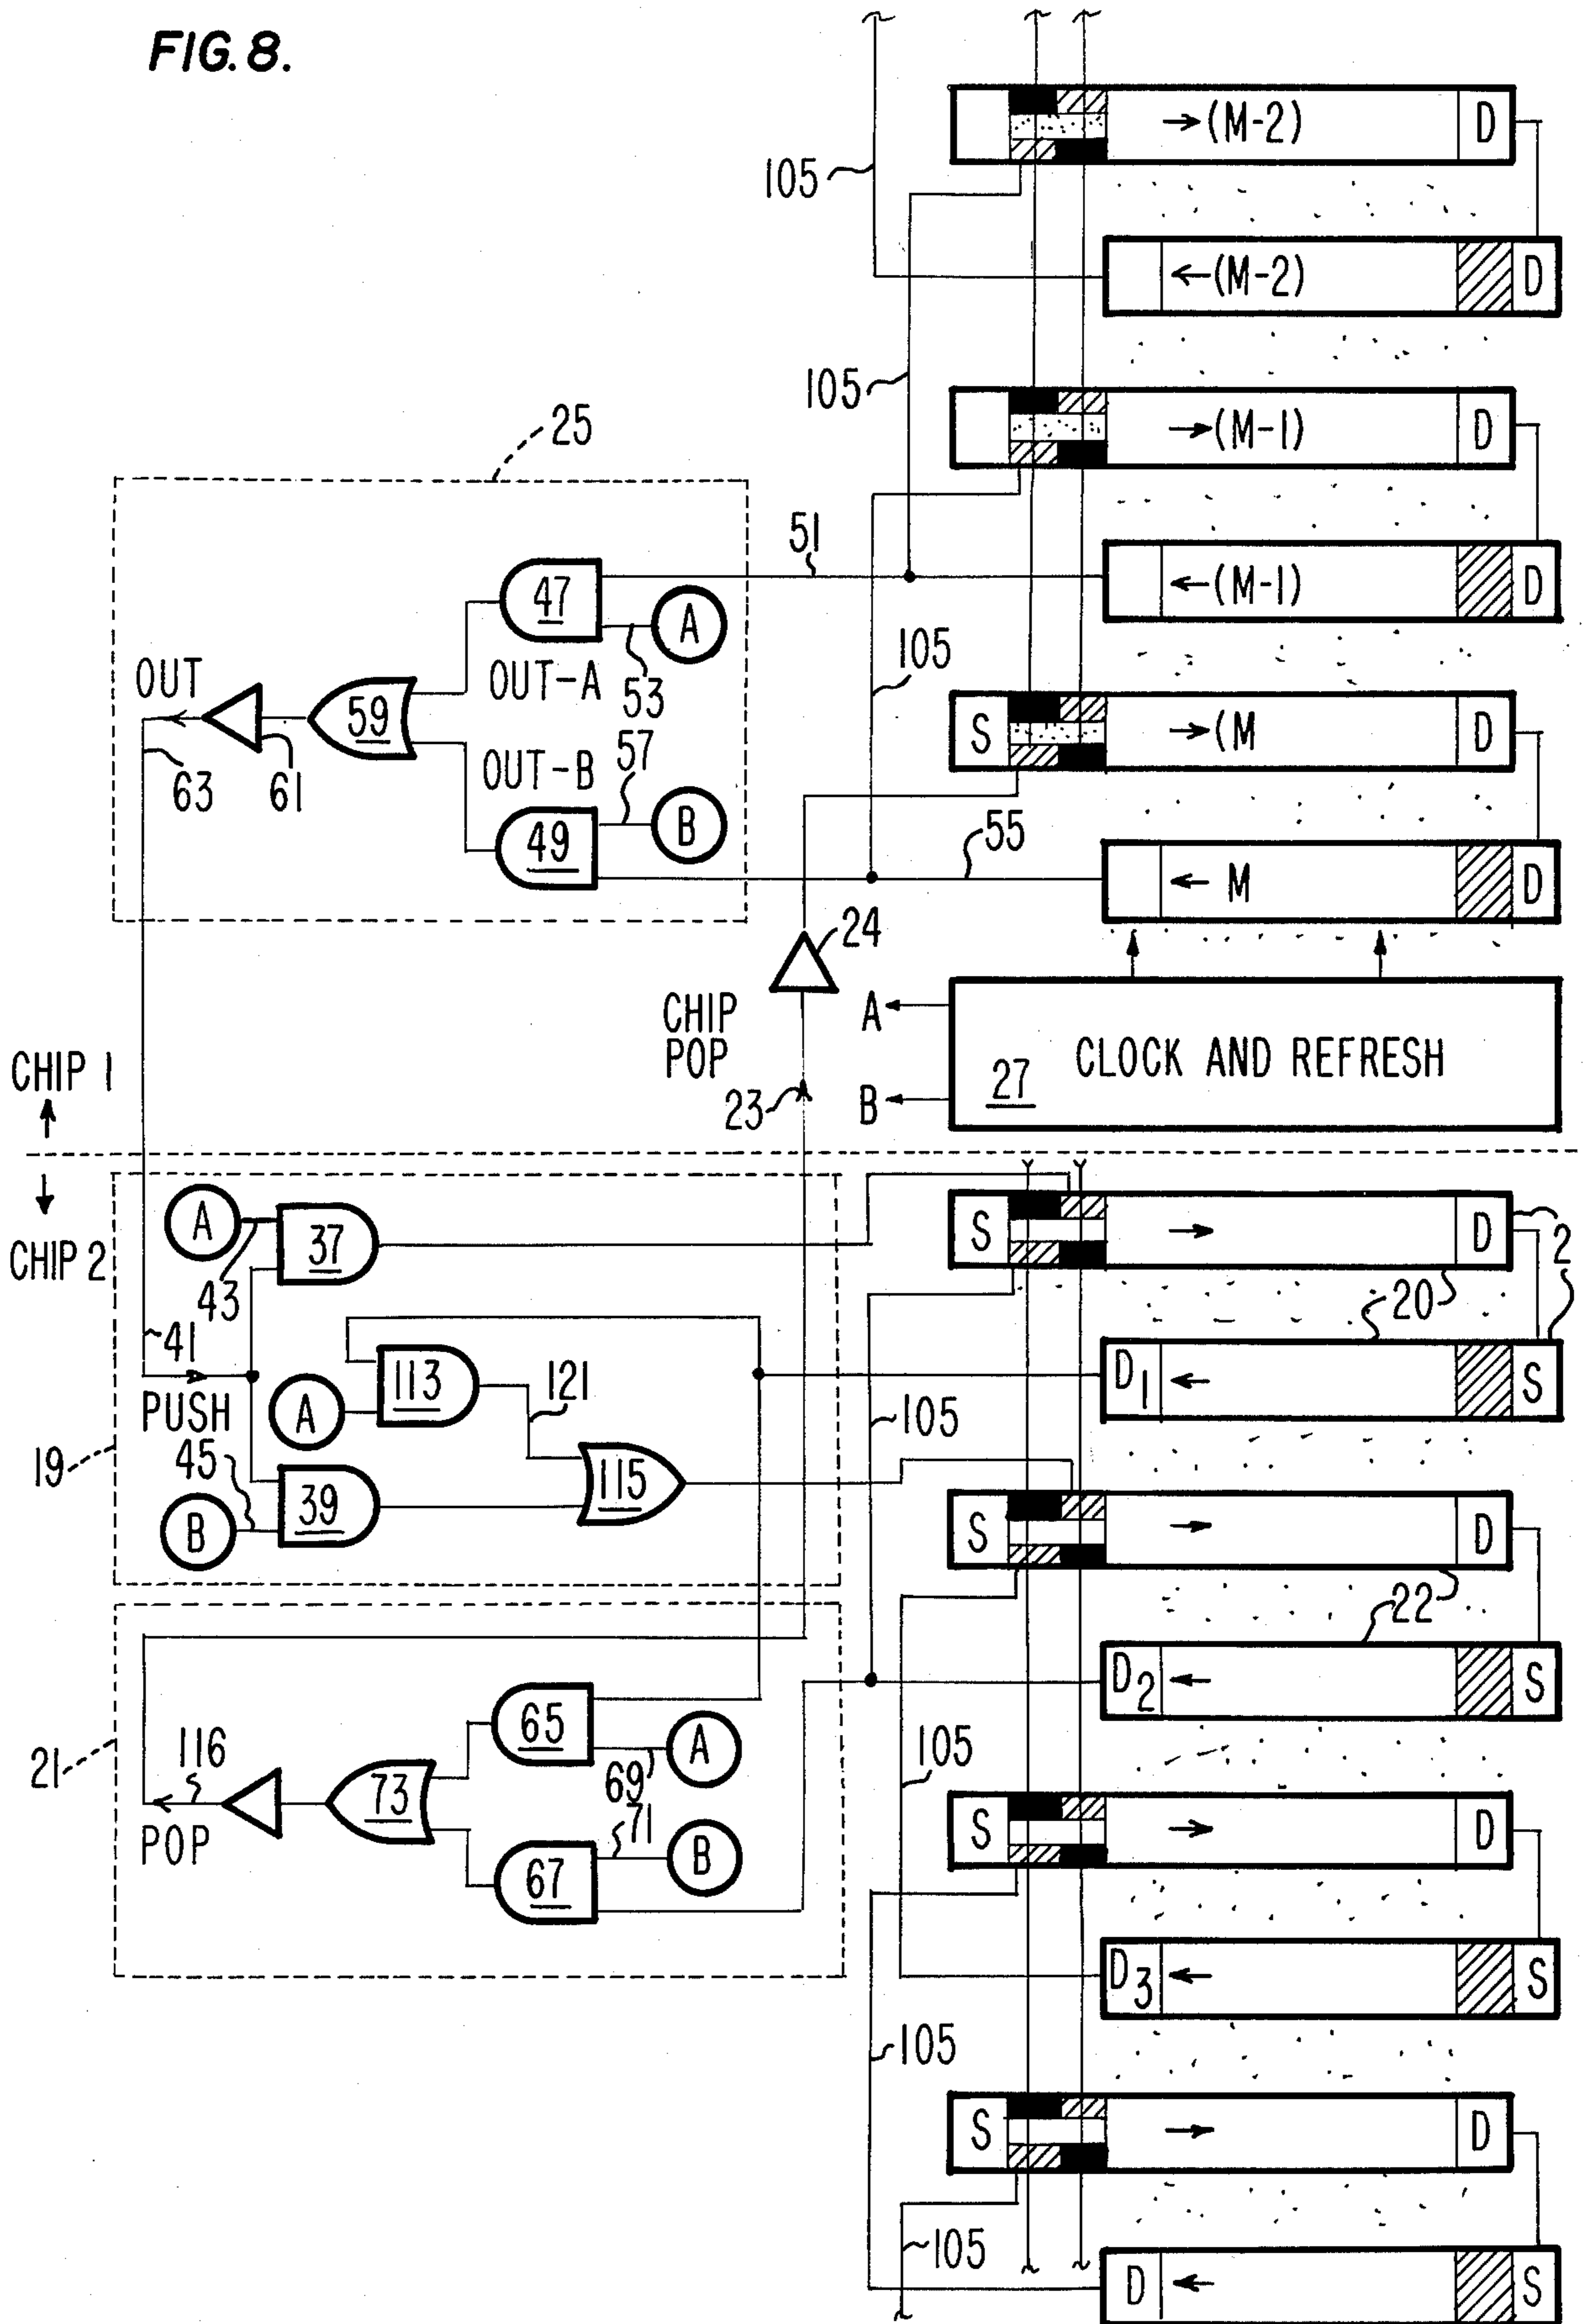 FIG. 8.
→(M-2) D
105
←(M-2) D
105
→(M-1) D
25
51
47
A
←(M-1) D
OUT
OUT-A
53
105
59
S →(M D
63
61
OUT-B
57
B
49
55
← M D
24
CHIP
POP
A
CLOCK AND REFRESH
27
B
23
CHIP 1
↑
↓
CHIP 2
A
37
43
S → D
2
2
20
41
PUSH
113
A
121
D1 ← S
105
19
45
39
115
B
S → D
22
D2 ← S
65
A
69
21
116
73
105
POP
71
B
67
S → D
D3 ← S
105
S → D
105
D ← S